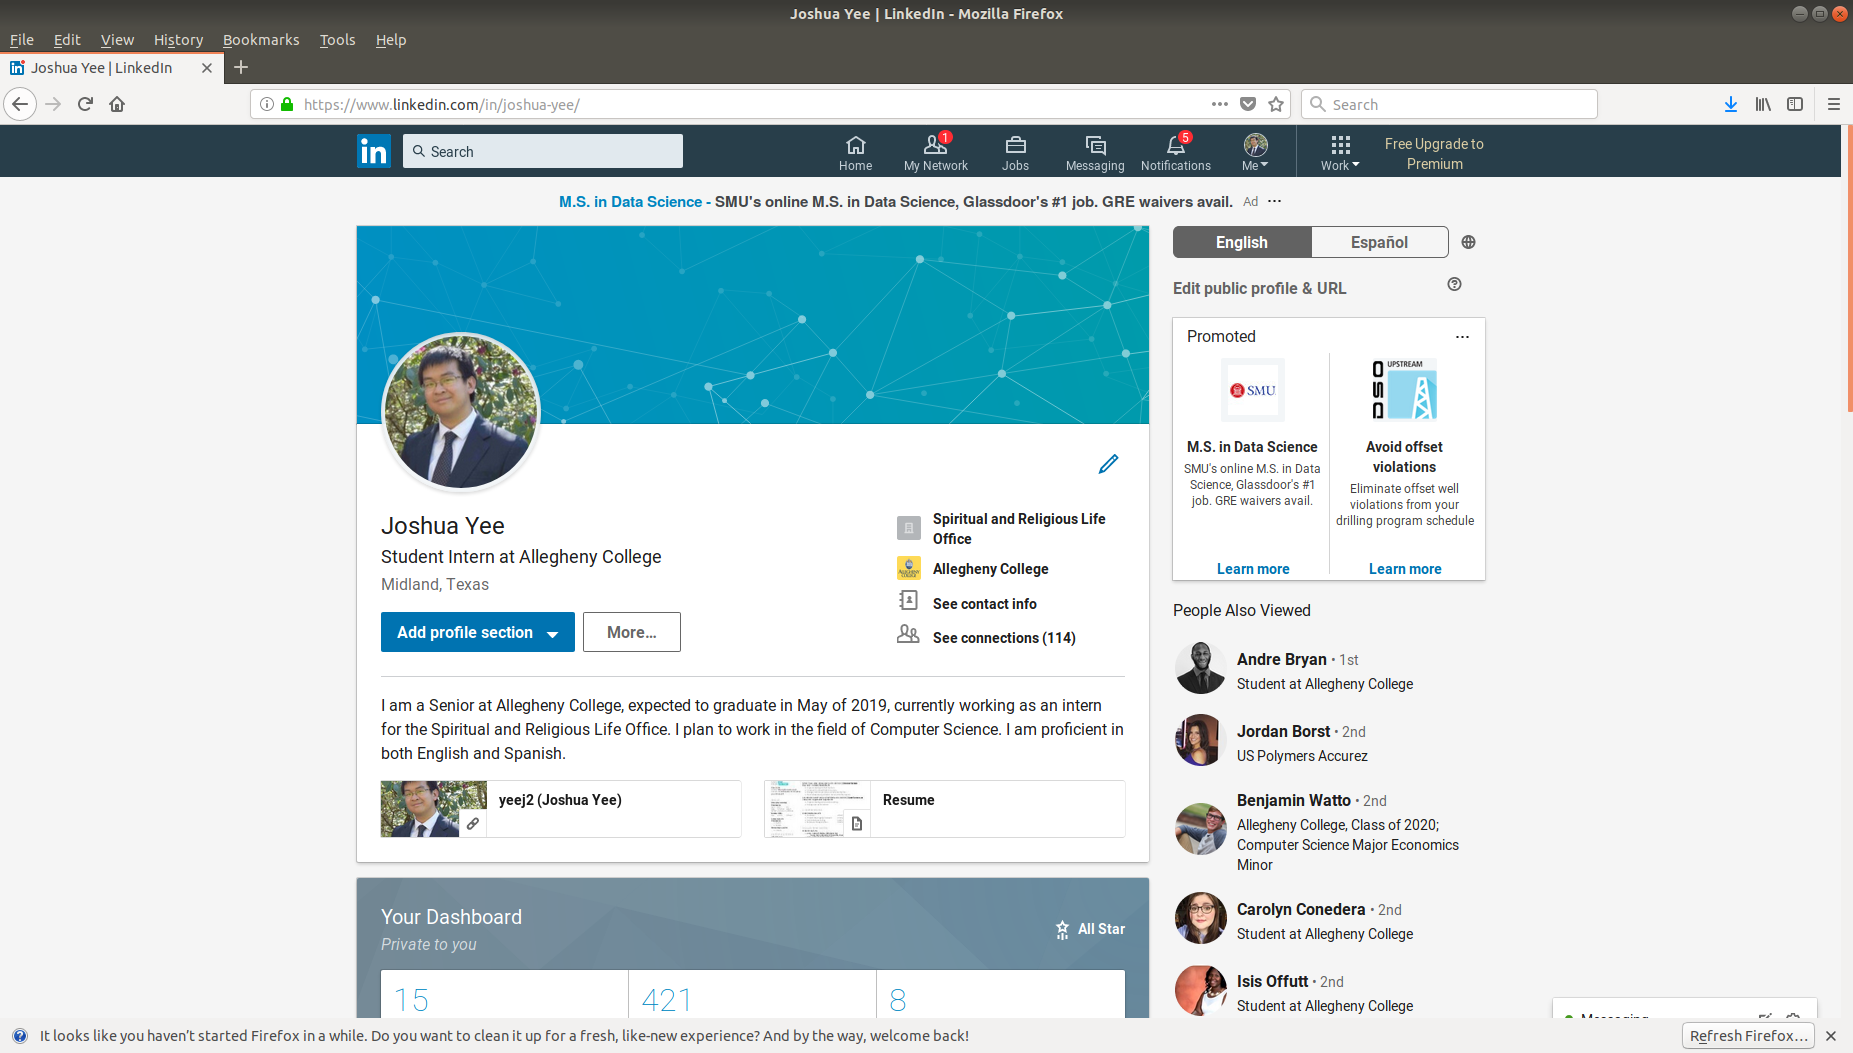 Joshua Yee | LinkedIn - Mozilla Firefox
File Edit View History Bookmarks Tools Help
Joshua Yee | LinkedIn
https://www.linkedin.com/in/joshua-yee/
Search
in
Search
Home
My Network
1
Jobs
Messaging
Notifications
5
Me
Work
Free Upgrade to
Premium
M.S. in Data Science - SMU's online M.S. in Data Science, Glassdoor's #1 job. GRE waivers avail. Ad
Joshua Yee
Student Intern at Allegheny College
Midland, Texas
Add profile section
More...
Spiritual and Religious Life
Office
Allegheny College
See contact info
See connections (114)
I am a Senior at Allegheny College, expected to graduate in May of 2019, currently working as an intern
for the Spiritual and Religious Life Office. I plan to work in the field of Computer Science. I am proficient in
both English and Spanish.
yeej2 (Joshua Yee)
Resume
Your Dashboard
Private to you
All Star
15
421
8
English
Español
Edit public profile & URL
Promoted
SMU
M.S. in Data Science
SMU's online M.S. in Data
Science, Glassdoor's #1
job. GRE waivers avail.
Learn more
DSO
UPSTREAM
Avoid offset
violations
Eliminate offset well
violations from your
drilling program schedule
Learn more
People Also Viewed
Andre Bryan • 1st
Student at Allegheny College
Jordan Borst • 2nd
US Polymers Accurez
Benjamin Watto • 2nd
Allegheny College, Class of 2020;
Computer Science Major Economics
Minor
Carolyn Conedera • 2nd
Student at Allegheny College
Isis Offutt • 2nd
Student at Allegheny College
Messaging
It looks like you haven't started Firefox in a while. Do you want to clean it up for a fresh, like-new experience? And by the way, welcome back!
Refresh Firefox...